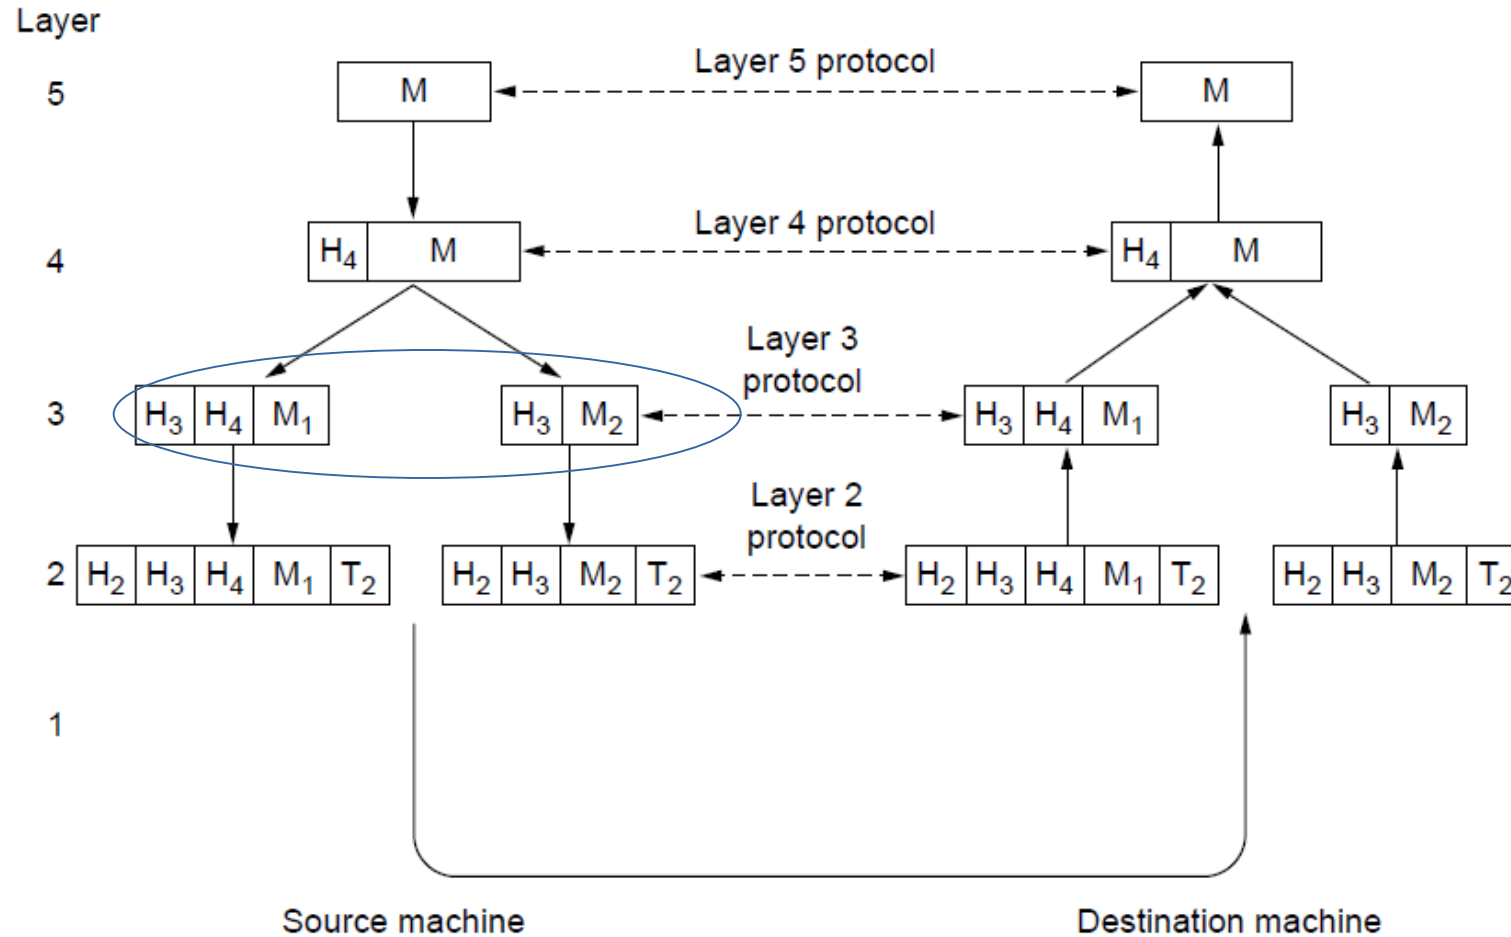 Layer
5 M Layer 5 protocol M
4 H4 M Layer 4 protocol H4 M
Layer 3
protocol
3 H3 H4 M1 H3 M2 H3 H4 M1 H3 M2
Layer 2
protocol
2 H2 H3 H4 M1 T2 H2 H3 M2 T2 H2 H3 H4 M1 T2 H2 H3 M2 T2
1
Source machine Destination machine